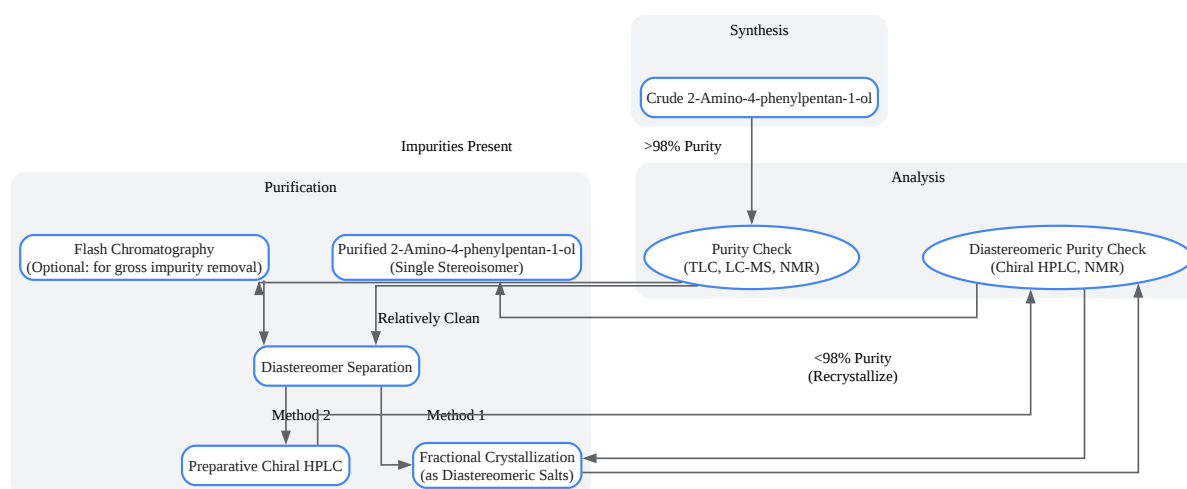 Synthesis
Crude 2-Amino-4-phenylpentan-1-ol
Impurities Present
>98% Purity
Purification
Analysis
Flash Chromatography
(Optional: for gross impurity removal)
Purified 2-Amino-4-phenylpentan-1-ol
(Single Stereoisomer)
Purity Check
(TLC, LC-MS, NMR)
Diastereomeric Purity Check
(Chiral HPLC, NMR)
Relatively Clean
Diastereomer Separation
<98% Purity
(Recrystallize)
Method 2
Method 1
Preparative Chiral HPLC
Fractional Crystallization
(as Diastereomeric Salts)